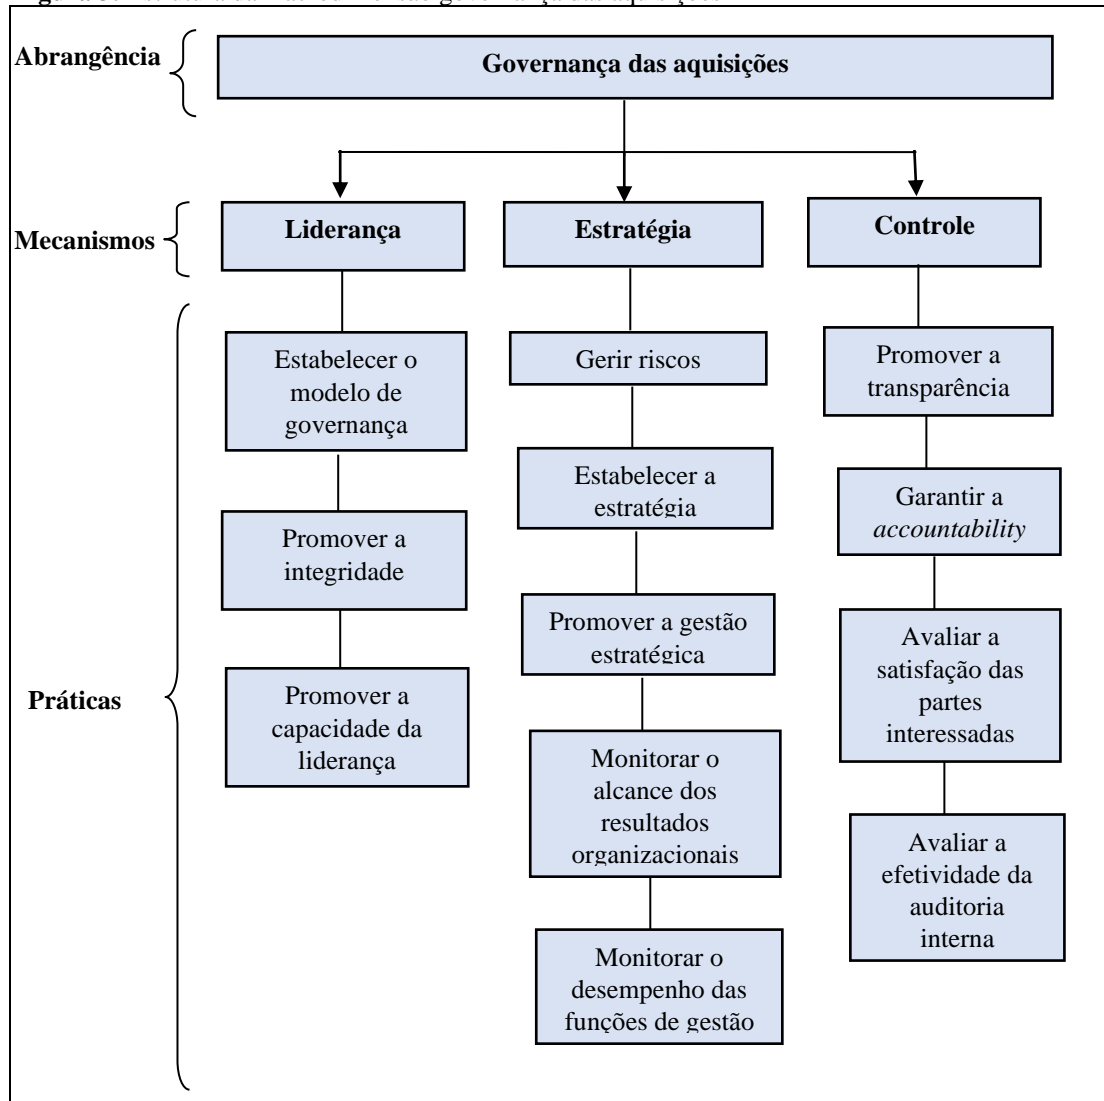 Abrangência
Governança das aquisições
Mecanismos
Liderança
Estratégia
Controle
Práticas
Estabelecer o
modelo de
governança
Promover a
integridade
Promover a
capacidade da
liderança
Gerir riscos
Estabelecer a
estratégia
Promover a gestão
estratégica
Monitorar o
alcance dos
resultados
organizacionais
Monitorar o
desempenho das
funções de gestão
Promover a
transparência
Garantir a
accountability
Avaliar a
satisfação das
partes
interessadas
Avaliar a
efetividade da
auditoria
interna